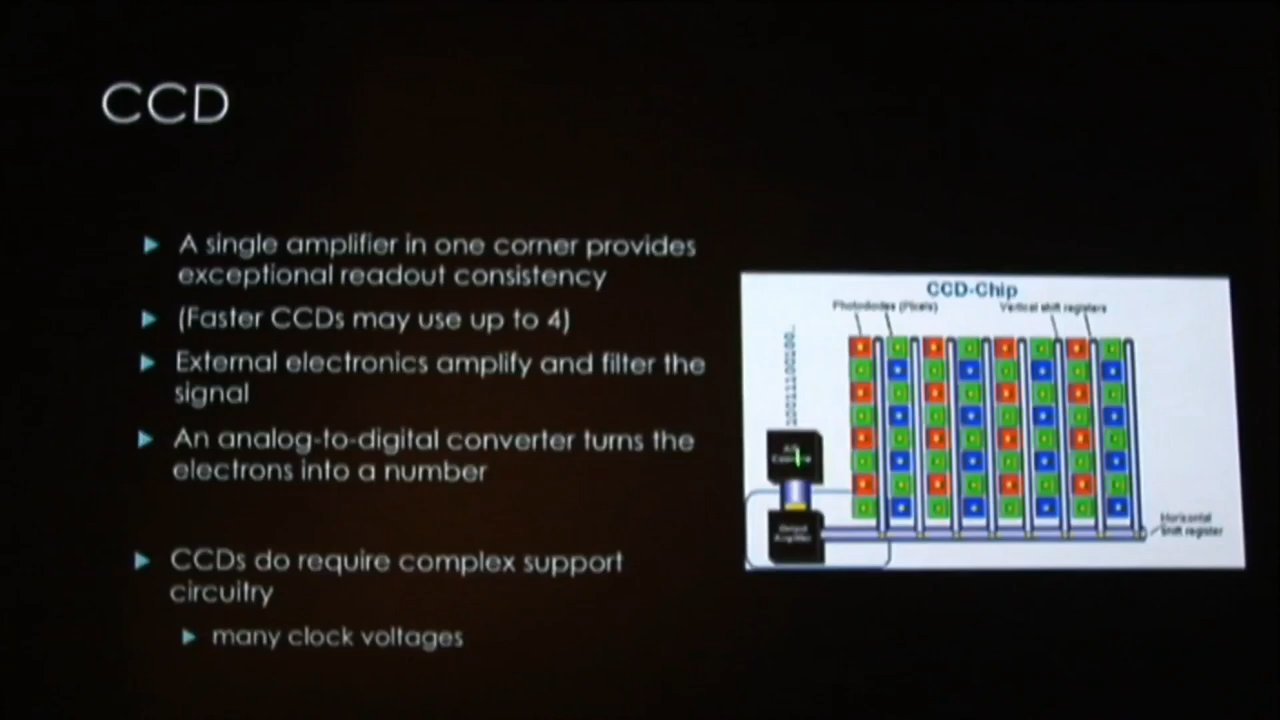 CCD
A single amplifier in one corner provides
exceptional readout consistency
(Faster CCDs may use up to 4)
External electronics amplify and filter the
signal
An analog-to-digital converter turns the
electrons into a number
CCDs do require complex support
circuitry
many clock voltages
CCD-Chip
Photodiodes (Pixels)
Vertical shift registers
Output
Amplifier
Horizontal
shift register